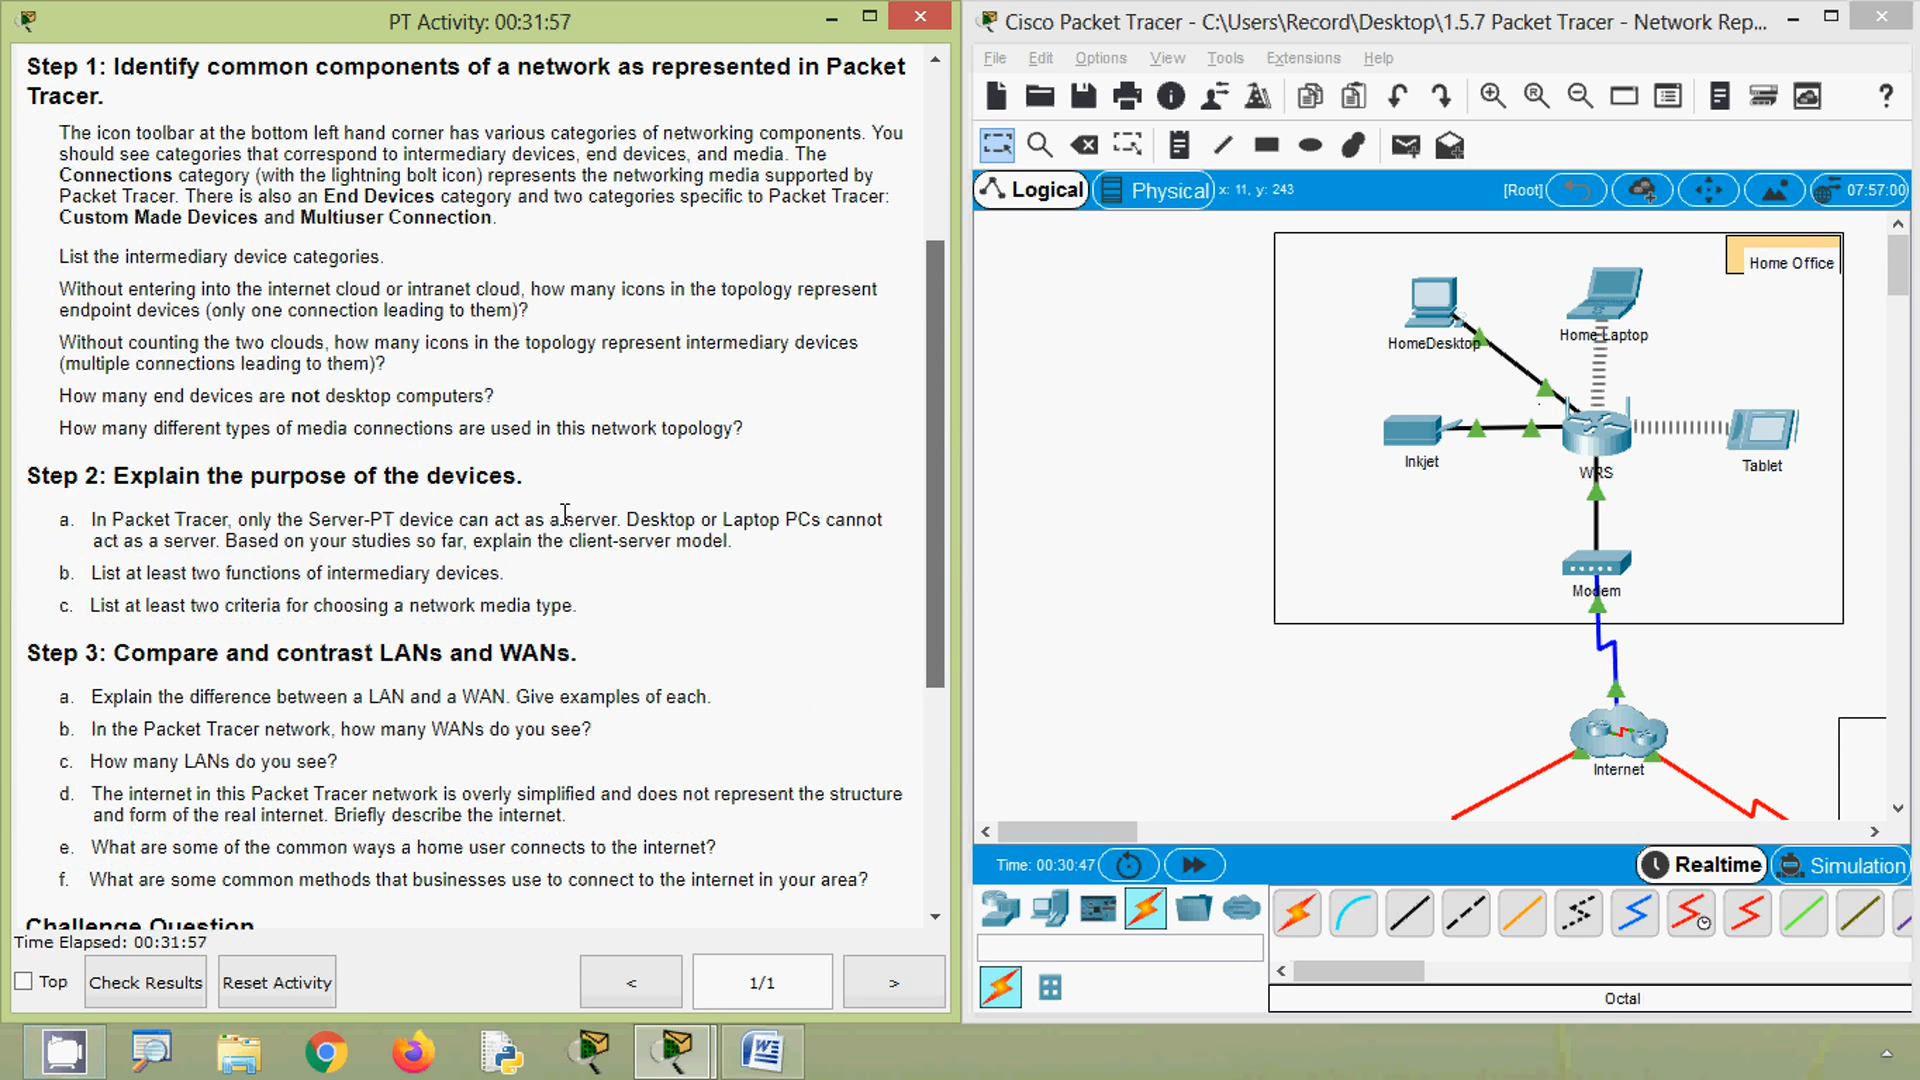 PT Activity: 00:31:57
Step 1: Identify common components of a network as represented in Packet
Tracer.
The icon toolbar at the bottom left hand corner has various categories of networking components. You
should see categories that correspond to intermediary devices, end devices, and media. The
Connections category (with the lightning bolt icon) represents the networking media supported by
Packet Tracer. There is also an End Devices category and two categories specific to Packet Tracer:
Custom Made Devices and Multiuser Connection.
List the intermediary device categories.
Without entering into the internet cloud or intranet cloud, how many icons in the topology represent
endpoint devices (only one connection leading to them)?
Without counting the two clouds, how many icons in the topology represent intermediary devices
(multiple connections leading to them)?
How many end devices are not desktop computers?
How many different types of media connections are used in this network topology?
Step 2: Explain the purpose of the devices.
a. In Packet Tracer, only the Server-PT device can act as a server. Desktop or Laptop PCs cannot
act as a server. Based on your studies so far, explain the client-server model.
b. List at least two functions of intermediary devices.
c. List at least two criteria for choosing a network media type.
Step 3: Compare and contrast LANs and WANs.
a. Explain the difference between a LAN and a WAN. Give examples of each.
b. In the Packet Tracer network, how many WANs do you see?
c. How many LANs do you see?
d. The internet in this Packet Tracer network is overly simplified and does not represent the structure
and form of the real internet. Briefly describe the internet.
e. What are some of the common ways a home user connects to the internet?
f. What are some common methods that businesses use to connect to the internet in your area?
Challenge Question
Time Elapsed: 00:31:57
Top
Check Results
Reset Activity
<
1/1
>
Cisco Packet Tracer - C:\Users\Record\Desktop\1.5.7 Packet Tracer - Network Rep...
File Edit Options View Tools Extensions Help
Logical
Physical
x: 11, y: 243
[Root]
07:57:00
Home Office
HomeDesktop
Home Laptop
Inkjet
WRS
Tablet
Modem
Internet
Time: 00:30:47
Realtime
Simulation
Octal